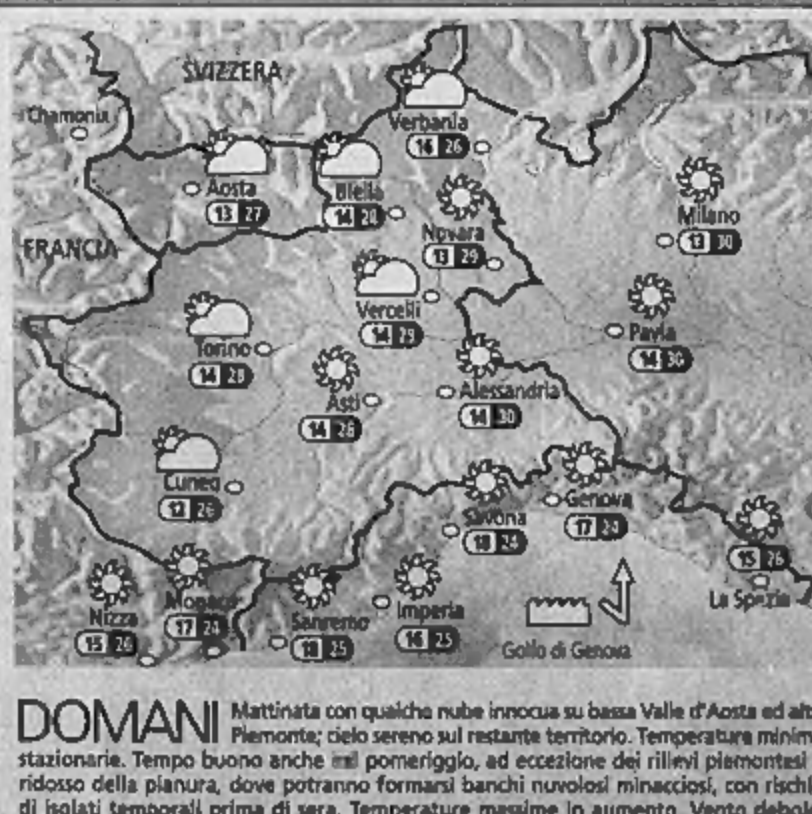 SVIZZERA
Chamonix
Verbania
16 26
Aosta
13 27
Biella
14 28
Milano
13 30
Novara
13 29
FRANCIA
Vercelli
14 29
Pavia
14 30
Torino
14 28
Asti
14 28
Alessandria
14 30
Cuneo
12 26
Savona
18 24
Genova
17 24
15 26
La Spezia
Nizza
15 26
Monaco
17 24
Sanremo
18 25
Imperia
16 25
Golfo di Genova
DOMANI Mattinata con qualche nube innocua su bassa Valle d'Aosta ed alto
Piemonte; cielo sereno sul restante territorio. Temperature minim
stazionarie. Tempo buono anche pomeriggio, ad eccezione dei rilievi piemontesi
ridosso della pianura, dove potranno formarsi banchi nuvolosi minacciosi, con risch
di isolati temporali prima di sera. Temperature massime in aumento. Vento debol